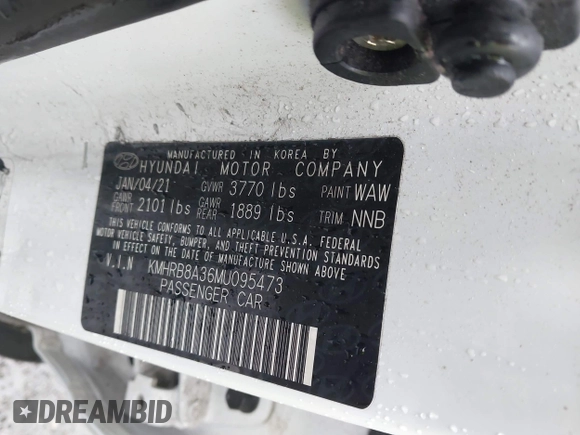 MANUFACTURED IN KOREA BY
HYUNDAI MOTOR COMPANY
JAN/04/21 GVWR 3770 lbs PAINT WAW
GAWR FRONT 2101 lbs GAWR REAR 1889 lbs TRIM NNB
THIS VEHICLE CONFORMS TO ALL APPLICABLE U.S.A. FEDERAL
MOTOR VEHICLE SAFETY, BUMPER, AND THEFT PREVENTION STANDARDS
IN EFFECT ON THE DATE OF MANUFACTURE SHOWN ABOVE
V.I.N KMHRB8A36MU095473
PASSENGER CAR
DREAMBID